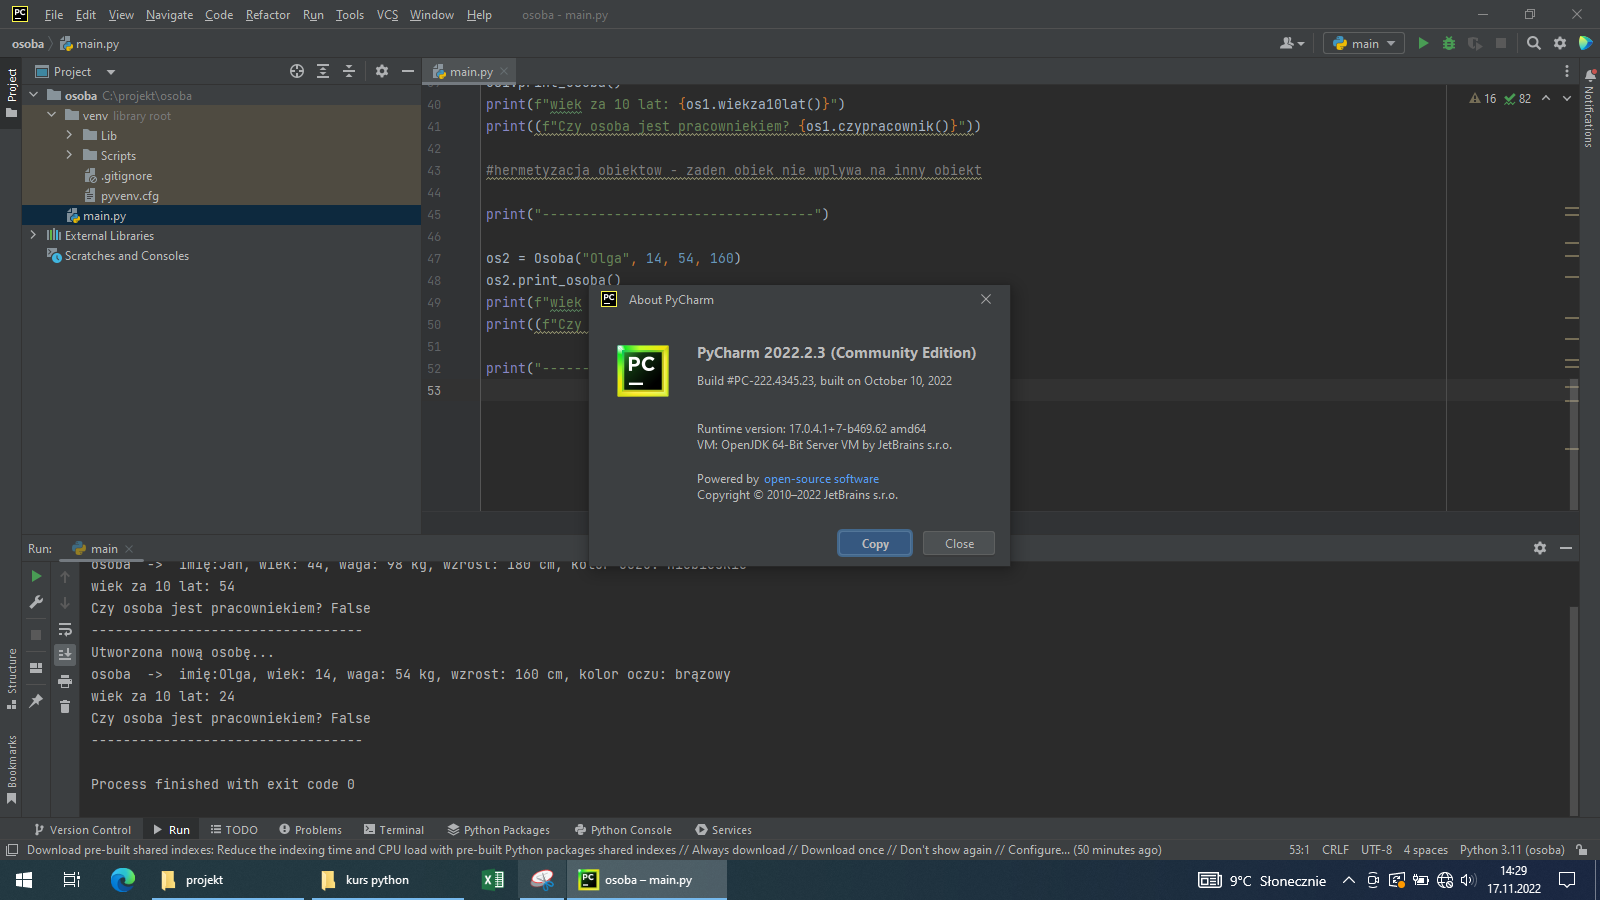 PC File Edit View Navigate Code Refactor Run Tools VCS Window Help osoba - main.py
osoba main.py main
Project
Project
main.py
Notifications
osoba C:\projekt\osoba
venv library root
Lib
Scripts
.gitignore
pyvenv.cfg
main.py
External Libraries
Scratches and Consoles
16 82
39 os1.print_osoba()
40 print(f"wiek za 10 lat: {os1.wiekza10lat()}")
41 print((f"Czy osoba jest pracowniekiem? {os1.czypracownik()}"))
42
43 #hermetyzacja obiektow - zaden obiek nie wplywa na inny obiekt
44
45 print("----------------------------------")
46
47 os2 = Osoba("Olga", 14, 54, 160)
48 os2.print_osoba()
49 print(f"wiek
50 print((f"Czy
51
52 print("------
53
PC About PyCharm
PC
PyCharm 2022.2.3 (Community Edition)
Build #PC-222.4345.23, built on October 10, 2022
Runtime version: 17.0.4.1+7-b469.62 amd64
VM: OpenJDK 64-Bit Server VM by JetBrains s.r.o.
Powered by open-source software
Copyright © 2010–2022 JetBrains s.r.o.
Copy Close
Run: main
osoba -> imię:Jan, wiek: 44, waga: 98 kg, wzrost: 180 cm, kolor oczu: niebieskie
wiek za 10 lat: 54
Czy osoba jest pracowniekiem? False
----------------------------------
Utworzona nową osobę...
osoba -> imię:Olga, wiek: 14, waga: 54 kg, wzrost: 160 cm, kolor oczu: brązowy
wiek za 10 lat: 24
Czy osoba jest pracowniekiem? False
----------------------------------
Process finished with exit code 0
Structure
Bookmarks
Version Control Run TODO Problems Terminal Python Packages Python Console Services
Download pre-built shared indexes: Reduce the indexing time and CPU load with pre-built Python packages shared indexes // Always download // Download once // Don't show again // Configure... (50 minutes ago) 53:1 CRLF UTF-8 4 spaces Python 3.11 (osoba)
projekt kurs python PC osoba – main.py 9°C Słonecznie 14:29
17.11.2022